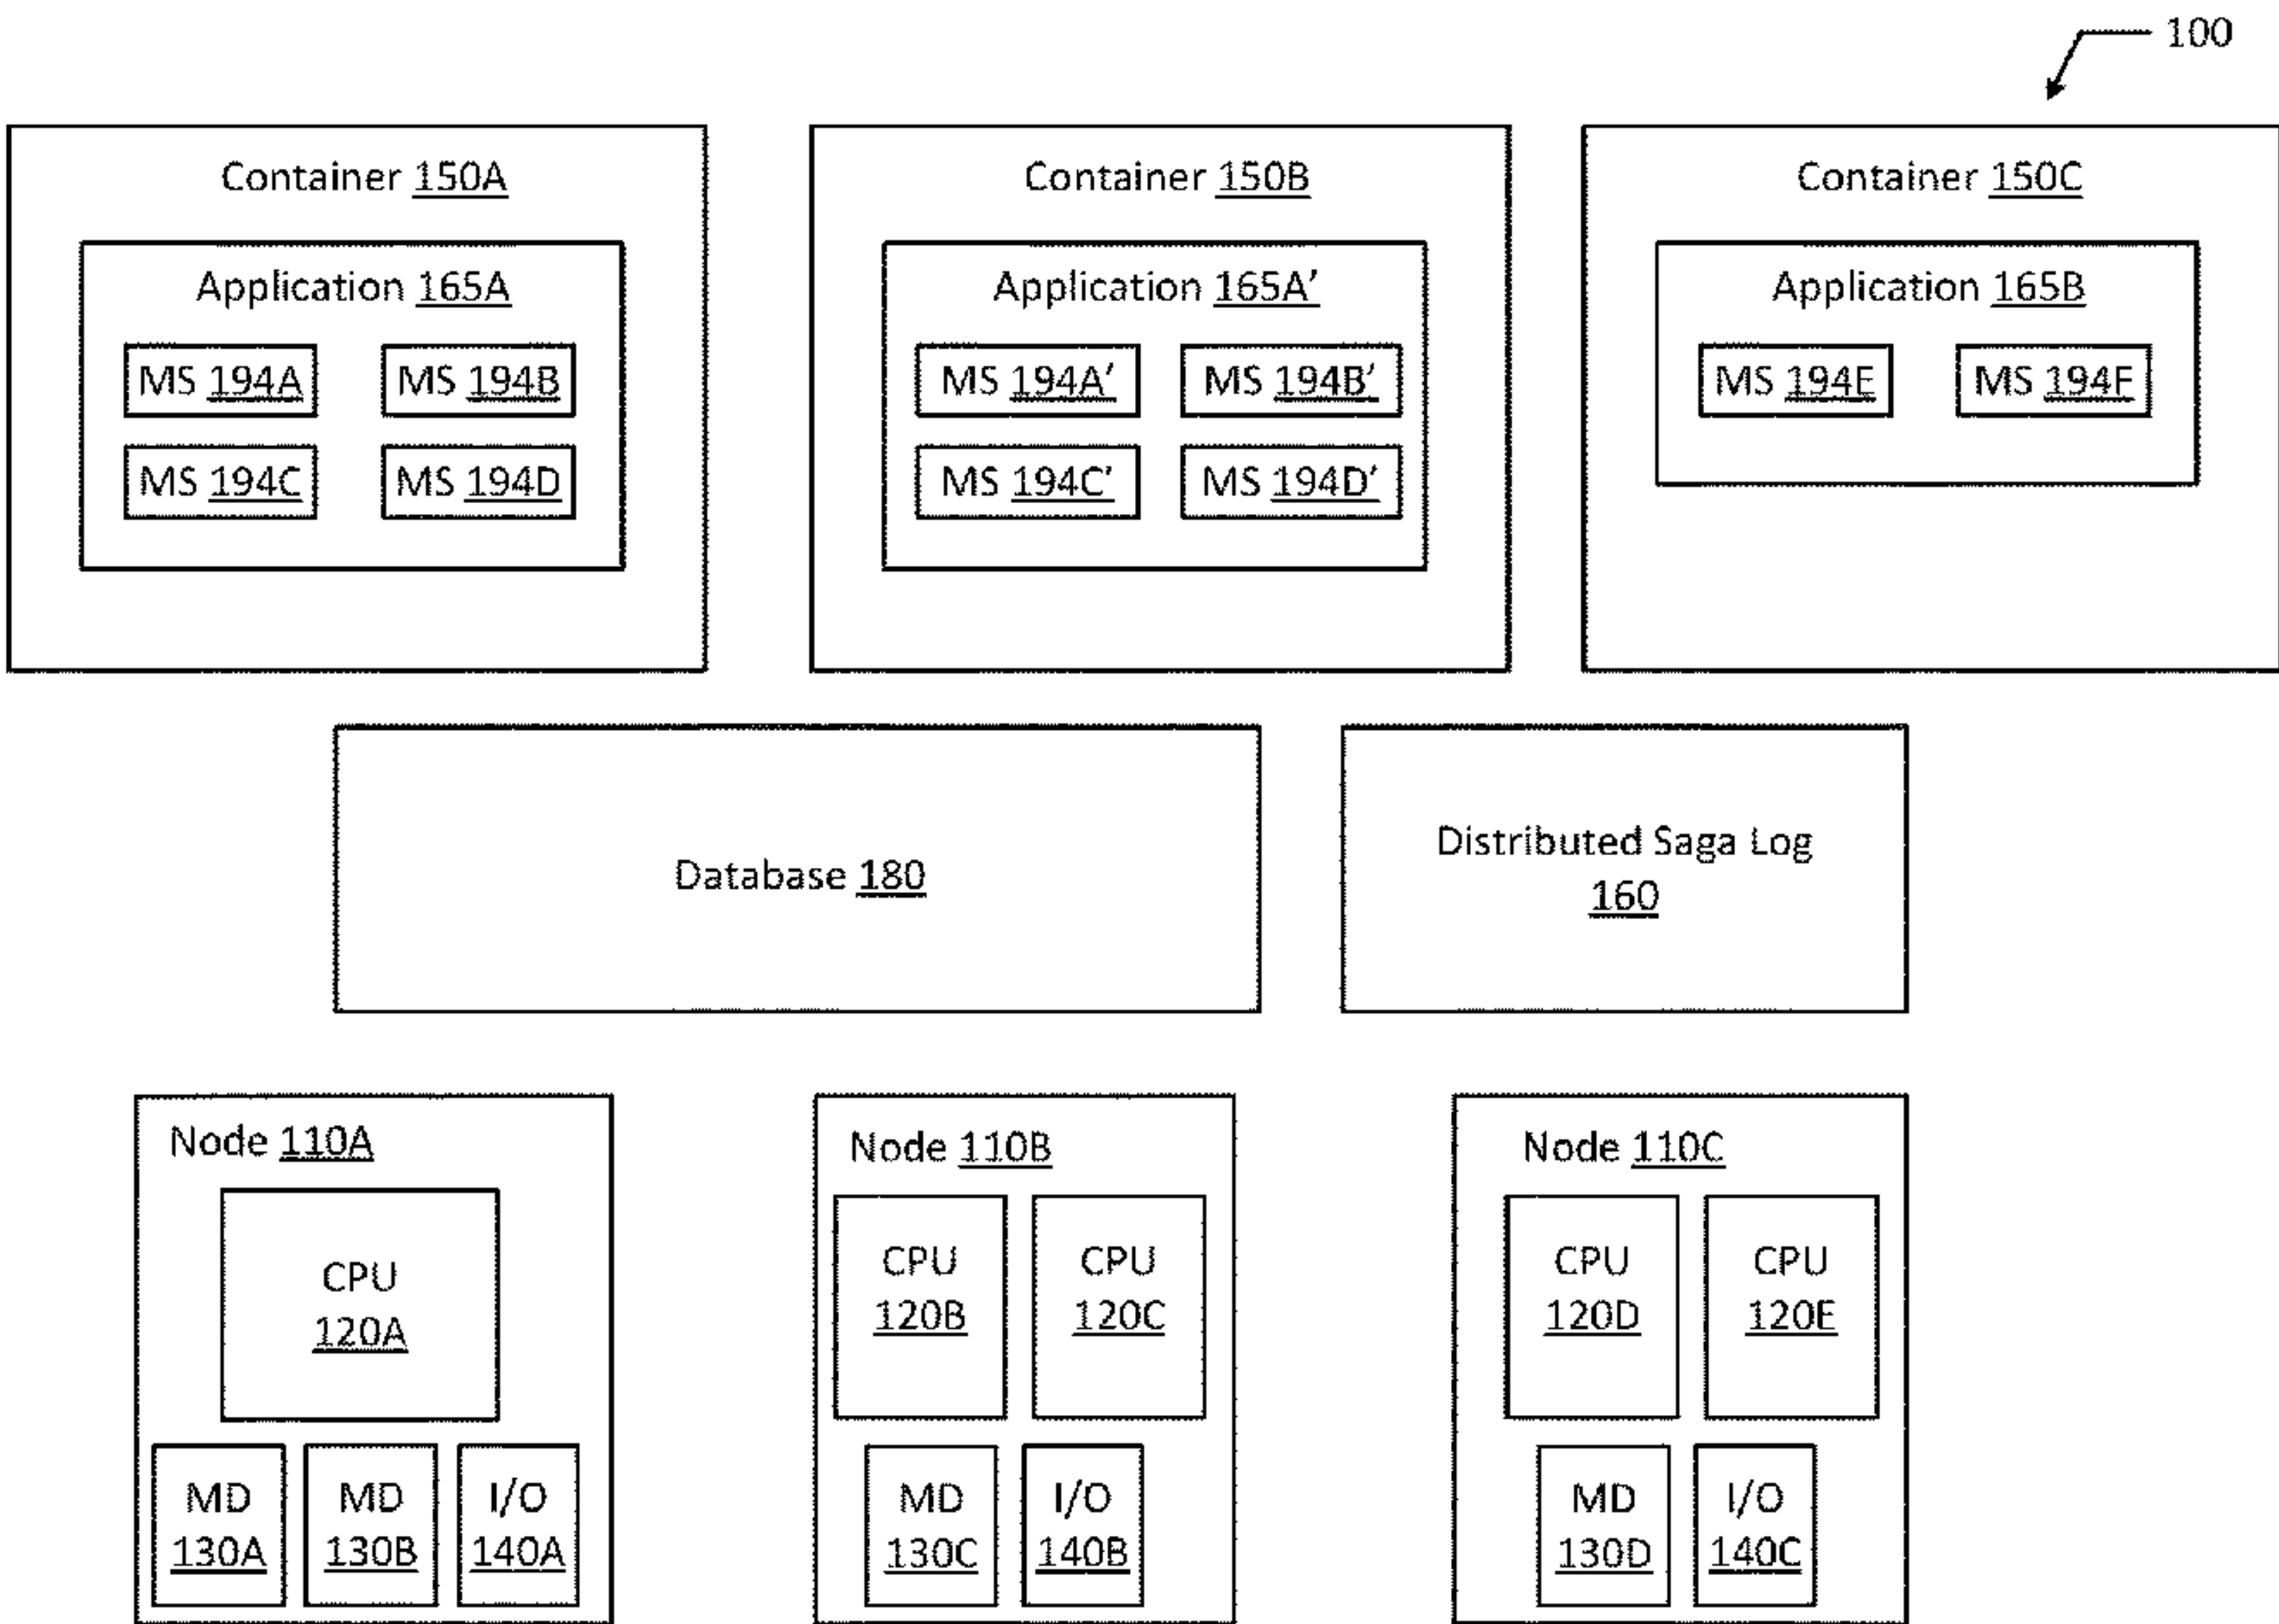 100
Container 150A
Application 165A
MS 194A
MS 194B
MS 194C
MS 194D
Container 150B
Application 165A’
MS 194A’
MS 194B’
MS 194C’
MS 194D’
Container 150C
Application 165B
MS 194E
MS 194F
Database 180
Distributed Saga Log
160
Node 110A
CPU
120A
MD
130A
MD
130B
I/O
140A
Node 110B
CPU
120B
CPU
120C
MD
130C
I/O
140B
Node 110C
CPU
120D
CPU
120E
MD
130D
I/O
140C